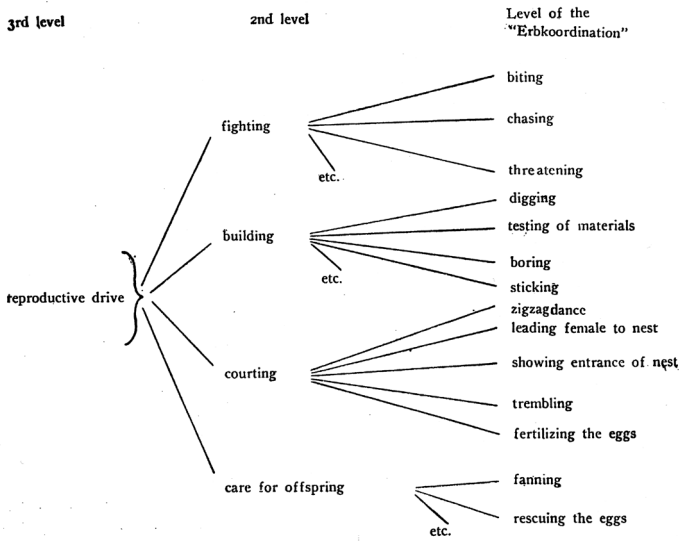 3rd level
2nd level
Level of the
"Erbkoordination"
reproductive drive
fighting
biting
chasing
threatening
etc.
building
digging
testing of materials
boring
sticking
etc.
courting
zigzagdance
leading female to nest
showing entrance of nest
trembling
fertilizing the eggs
care for offspring
fanning
rescuing the eggs
etc.